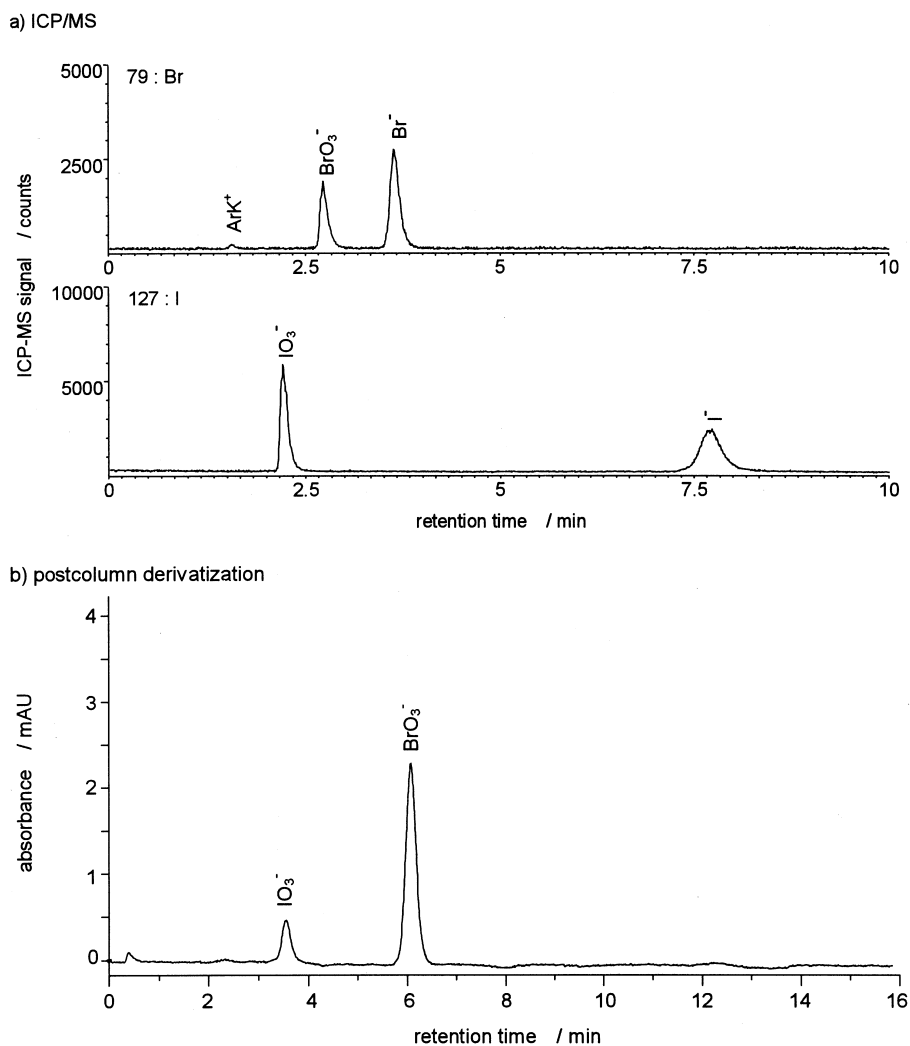 a) ICP/MS
5000
79 : Br
2500
ArK⁺
BrO₃⁻
Br⁻
0 2.5 5 7.5 10
ICP-MS signal / counts
10000
127 : I
5000
IO₃⁻
I⁻
0 2.5 5 7.5 10
retention time / min
b) postcolumn derivatization
4
3
2
1
0
absorbance / mAU
IO₃⁻
BrO₃⁻
0 2 4 6 8 10 12 14 16
retention time / min